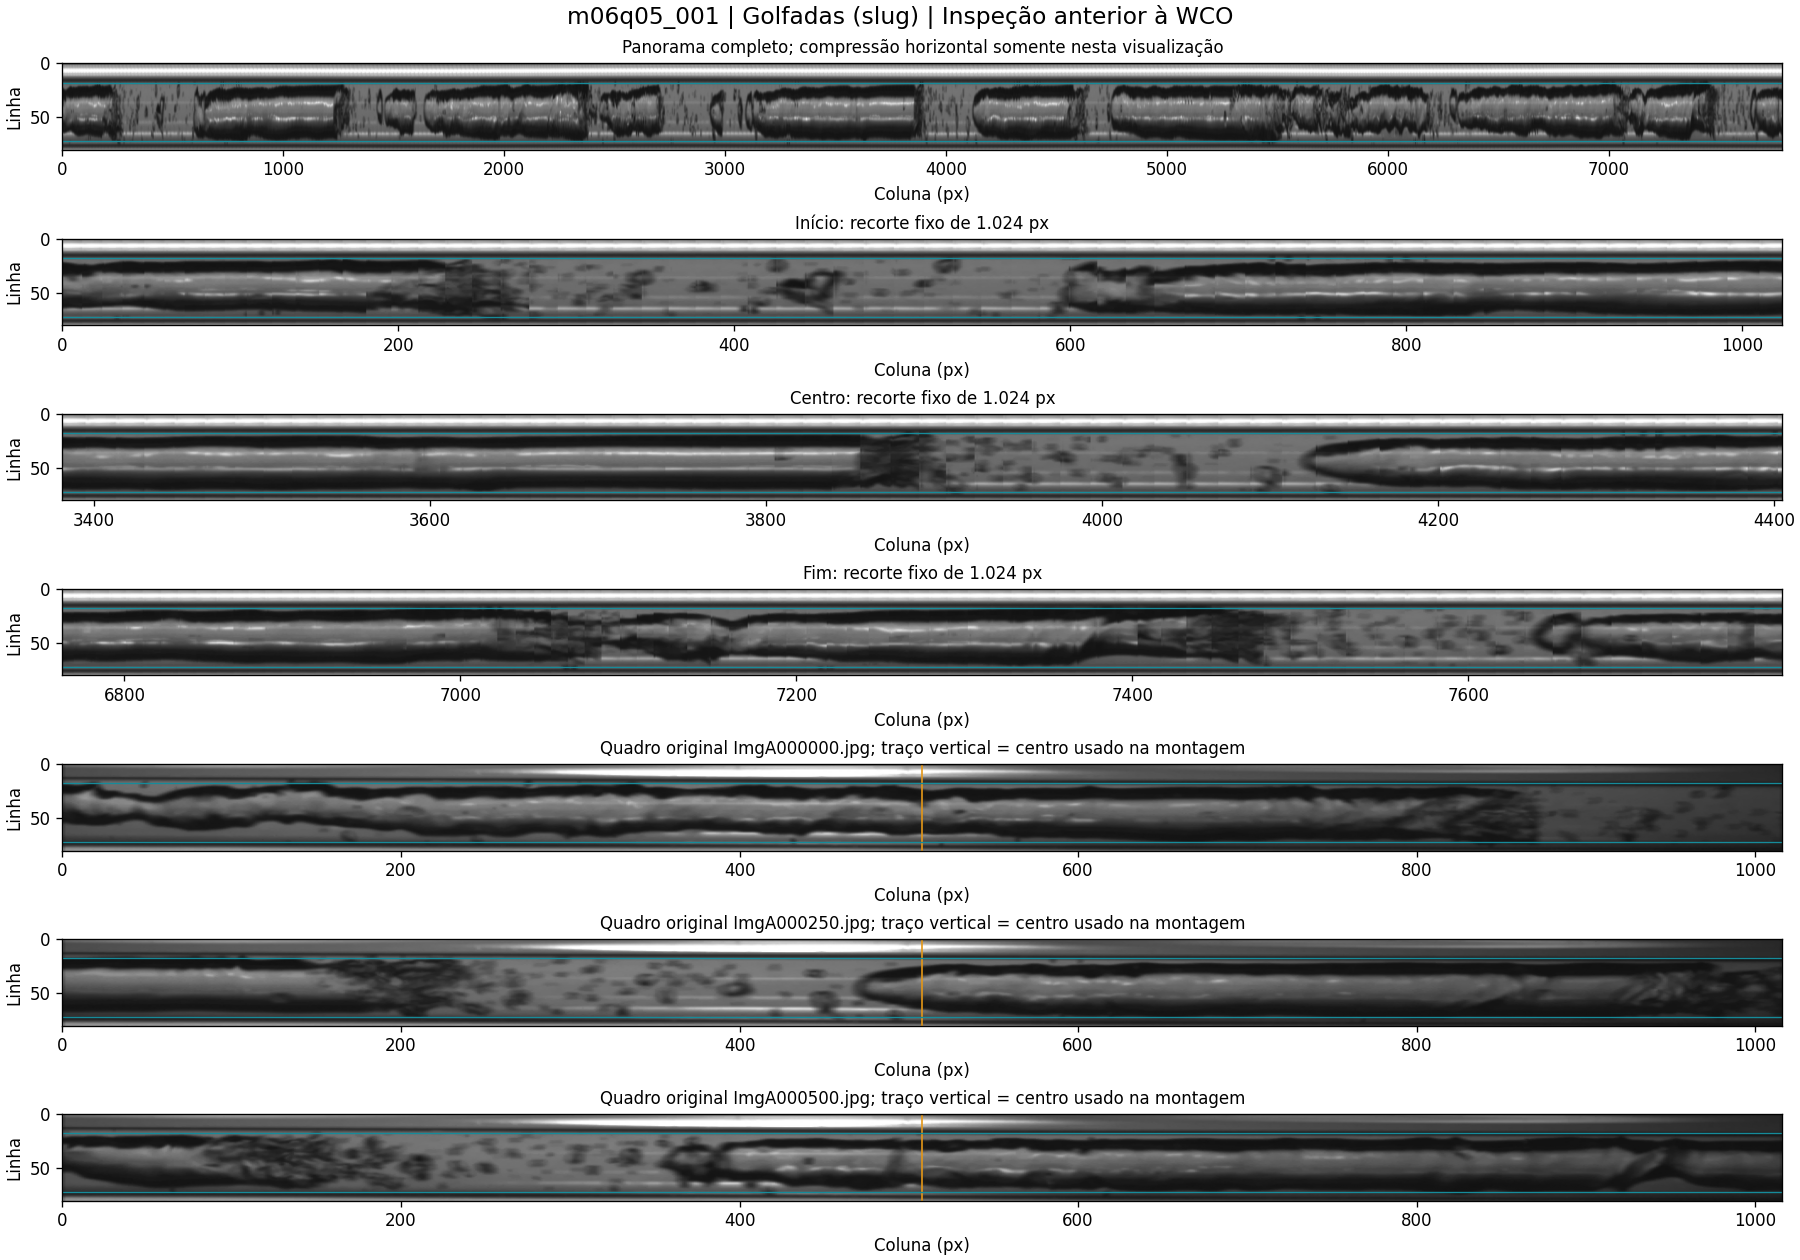 m06q05_001 | Golfadas (slug) | Inspeção anterior à WCO
Panorama completo; compressão horizontal somente nesta visualização
0
50
Linha
0 1000 2000 3000 4000 5000 6000 7000
Coluna (px)
Início: recorte fixo de 1.024 px
0
50
Linha
0 200 400 600 800 1000
Coluna (px)
Centro: recorte fixo de 1.024 px
0
50
Linha
3400 3600 3800 4000 4200 4400
Coluna (px)
Fim: recorte fixo de 1.024 px
0
50
Linha
6800 7000 7200 7400 7600
Coluna (px)
Quadro original ImgA000000.jpg; traço vertical = centro usado na montagem
0
50
Linha
0 200 400 600 800 1000
Coluna (px)
Quadro original ImgA000250.jpg; traço vertical = centro usado na montagem
0
50
Linha
0 200 400 600 800 1000
Coluna (px)
Quadro original ImgA000500.jpg; traço vertical = centro usado na montagem
0
50
Linha
0 200 400 600 800 1000
Coluna (px)